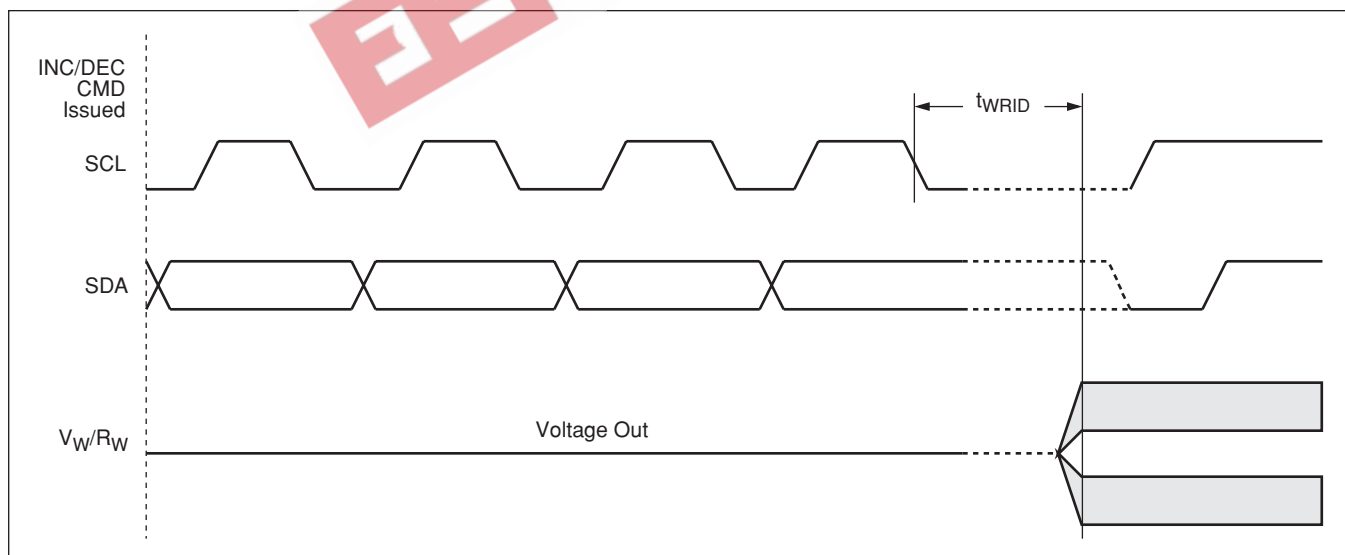 INC/DEC
CMD
Issued
tWRID
SCL
SDA
Voltage Out
VW/RW